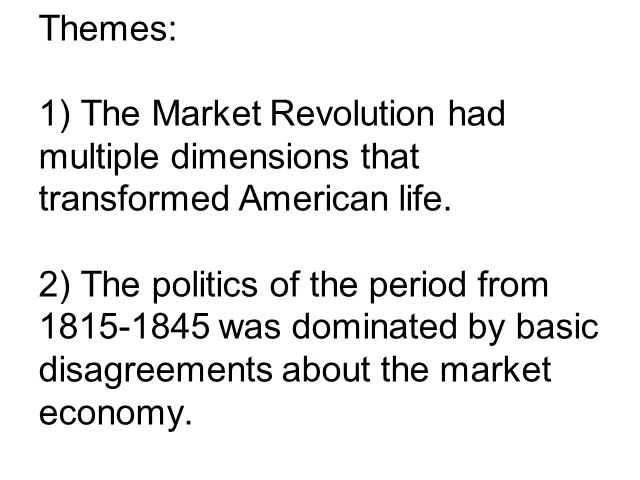 Themes:
1) The Market Revolution had
multiple dimensions that
transformed American life.
2) The politics of the period from
1815-1845 was dominated by basic
disagreements about the market
economy.